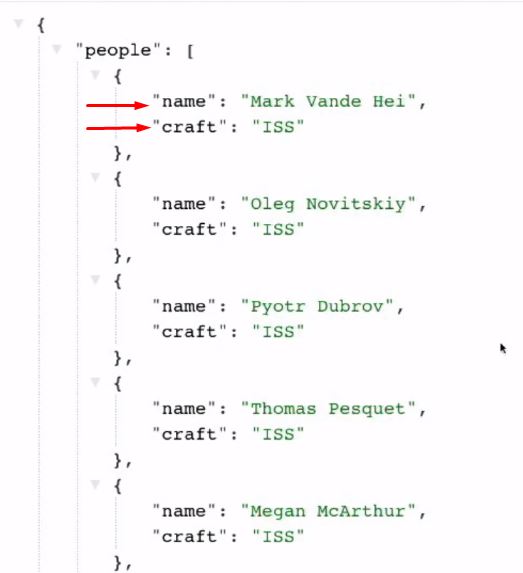 {
"people": [
{
"name": "Mark Vande Hei",
"craft": "ISS"
},
{
"name": "Oleg Novitskiy",
"craft": "ISS"
},
{
"name": "Pyotr Dubrov",
"craft": "ISS"
},
{
"name": "Thomas Pesquet",
"craft": "ISS"
},
{
"name": "Megan McArthur",
"craft": "ISS"
},